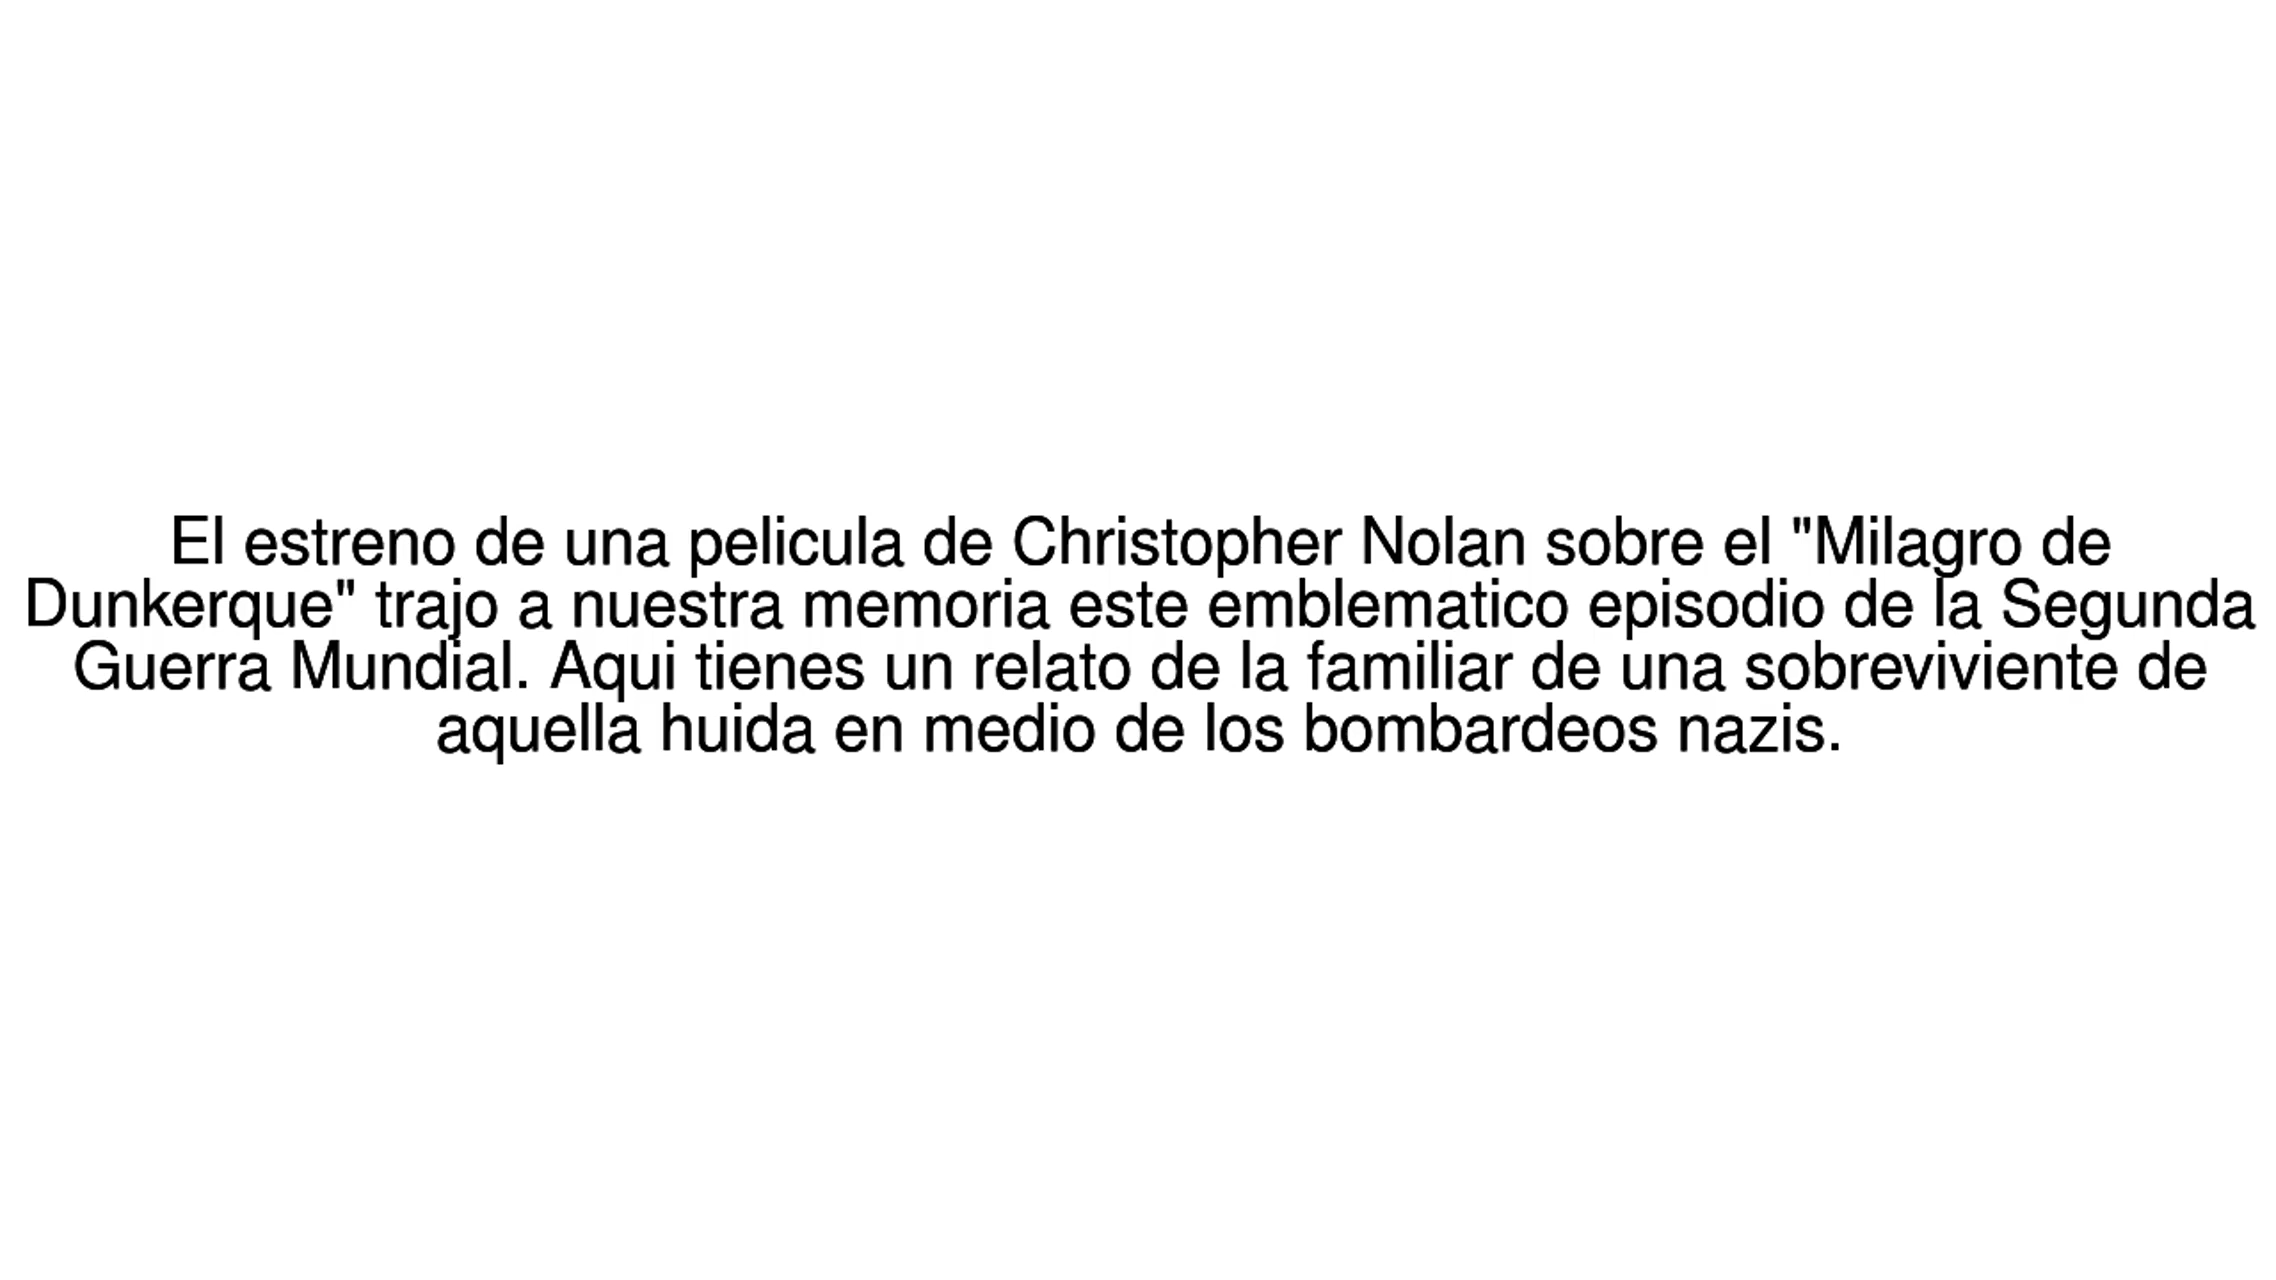 El estreno de una pelicula de Christopher Nolan sobre el "Milagro de
Dunkerque" trajo a nuestra memoria este emblematico episodio de la Segunda
Guerra Mundial. Aqui tienes un relato de la familiar de una sobreviviente de
aquella huida en medio de los bombardeos nazis.